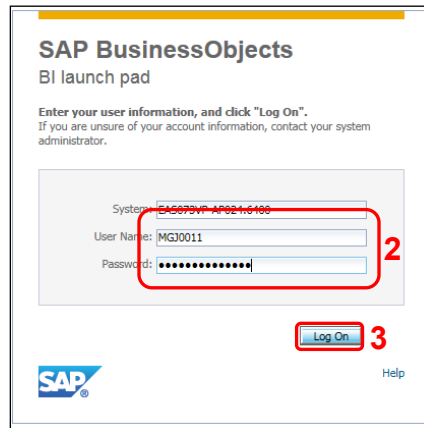 SAP BusinessObjects
BI launch pad
Enter your user information, and click "Log On".
If you are unsure of your account information, contact your system
administrator.
System:
User Name: MGJ0011
Password: ●●●●●●●●●●●●●●
2
Log On 3
SAP®
Help